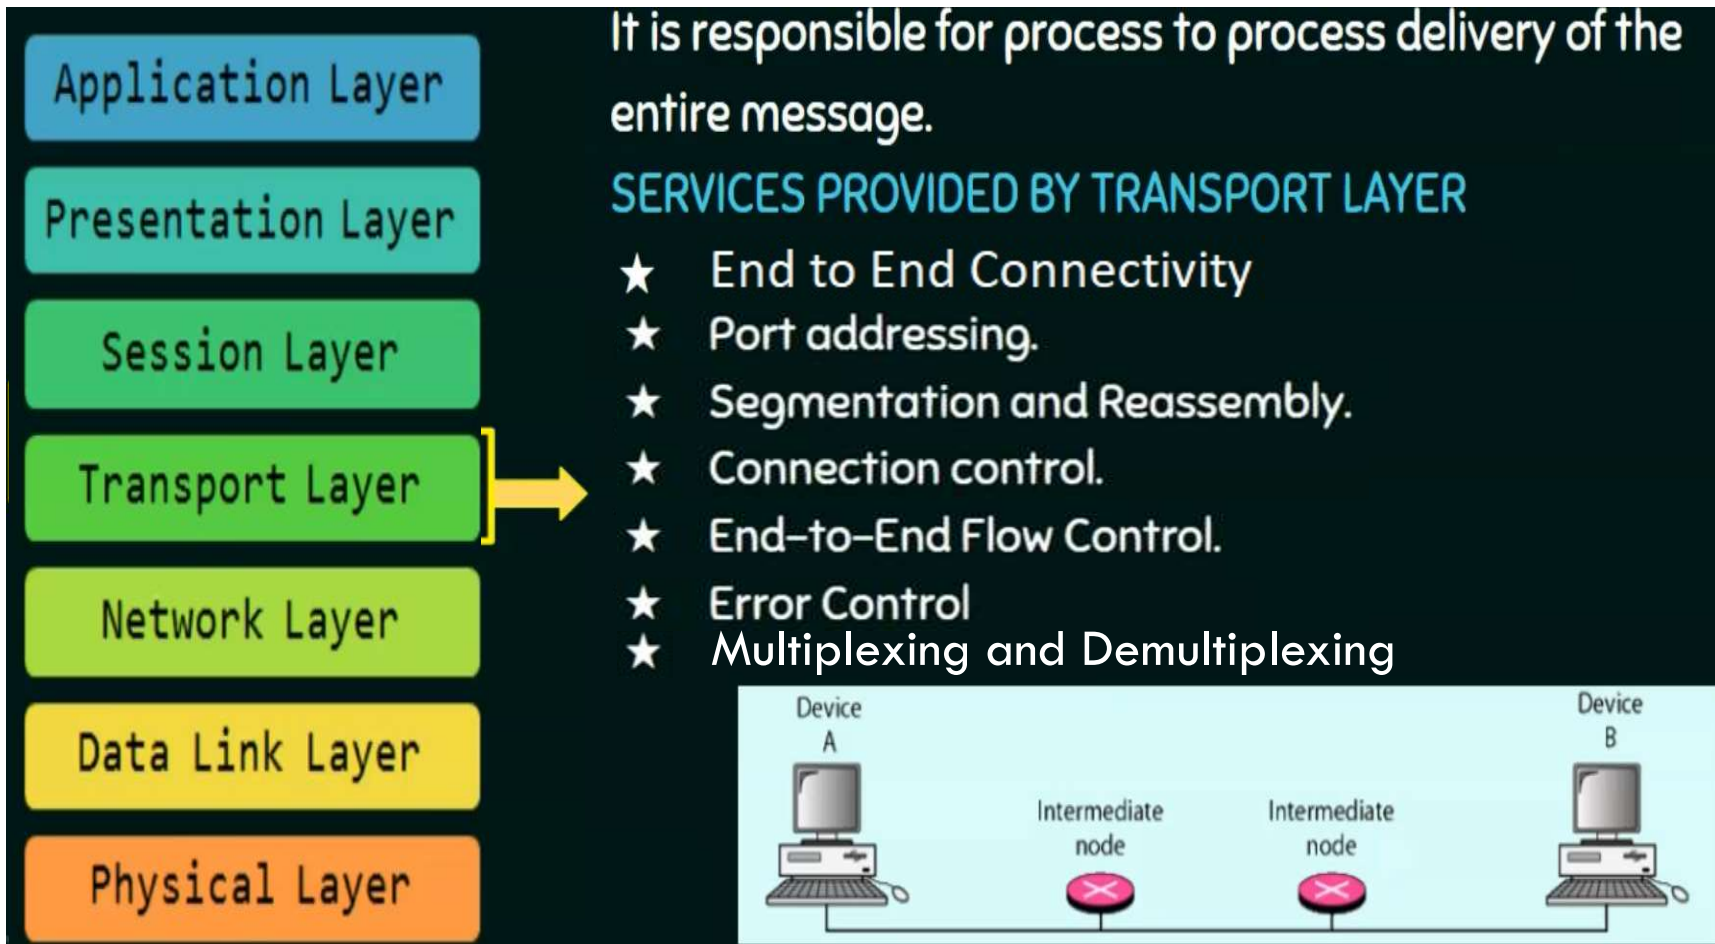 Application Layer
Presentation Layer
Session Layer
Transport Layer
Network Layer
Data Link Layer
Physical Layer
It is responsible for process to process delivery of the
entire message.
SERVICES PROVIDED BY TRANSPORT LAYER
★ End to End Connectivity
★ Port addressing.
★ Segmentation and Reassembly.
★ Connection control.
★ End-to-End Flow Control.
★ Error Control
★ Multiplexing and Demultiplexing
Device
A
Intermediate
node
Intermediate
node
Device
B